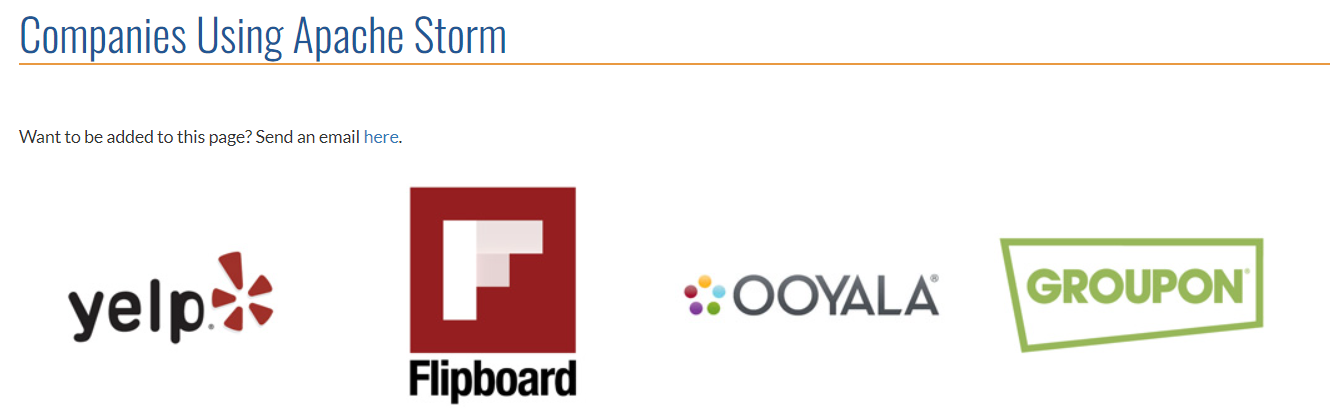 Companies Using Apache Storm
Want to be added to this page? Send an email here.
yelp®
Flipboard
OOYALA®
GROUPON®